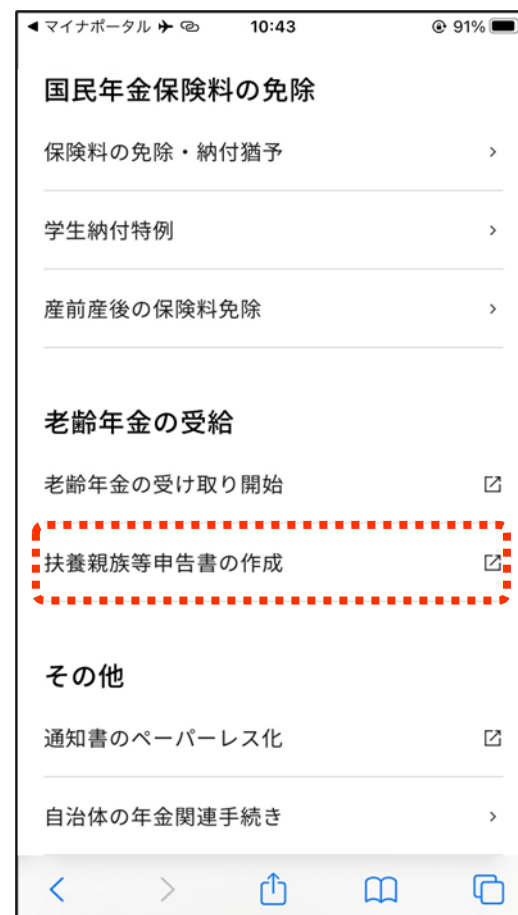 ◀ マイナポータル 10:43 91%
国民年金保険料の免除
保険料の免除・納付猶予
学生納付特例
産前産後の保険料免除
老齢年金の受給
老齢年金の受け取り開始
扶養親族等申告書の作成
その他
通知書のペーパーレス化
自治体の年金関連手続き